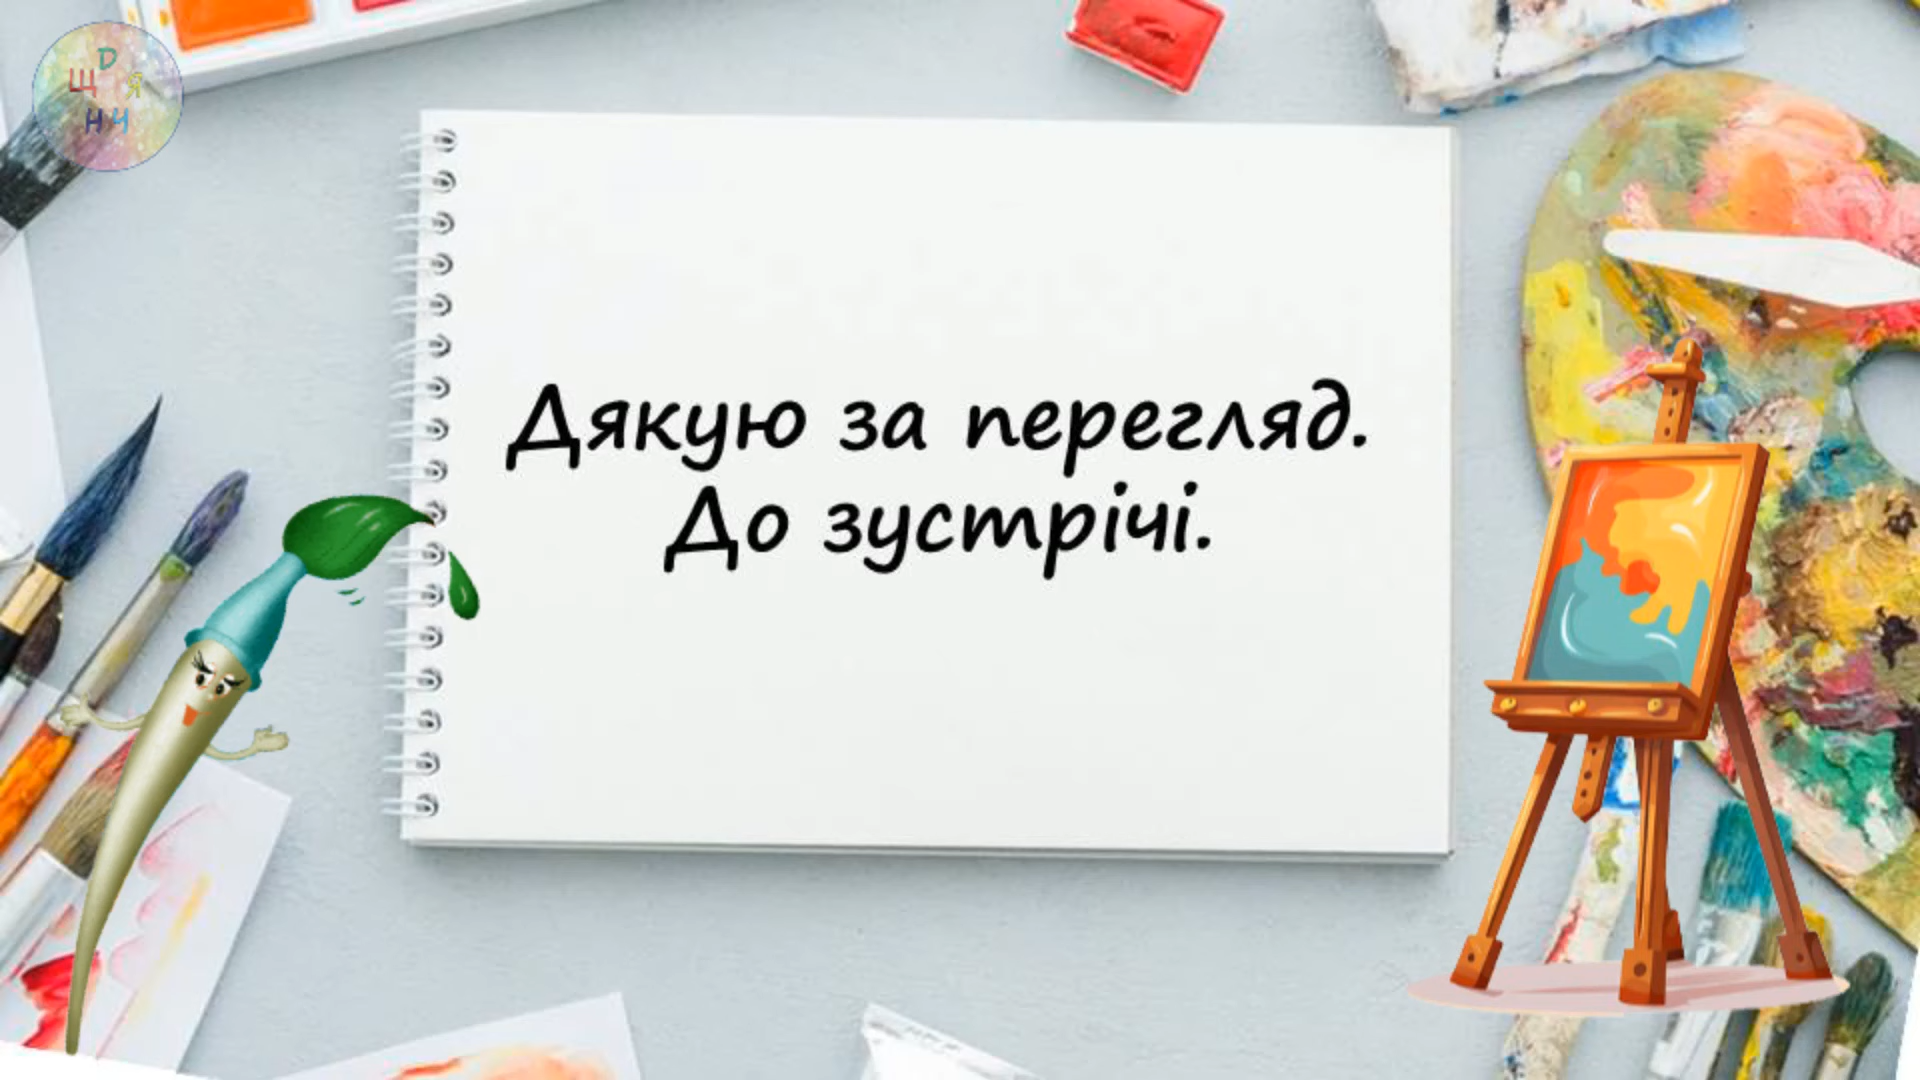 D
Щ Я
Н Ч
Дякую за перегляд.
До зустрічі.